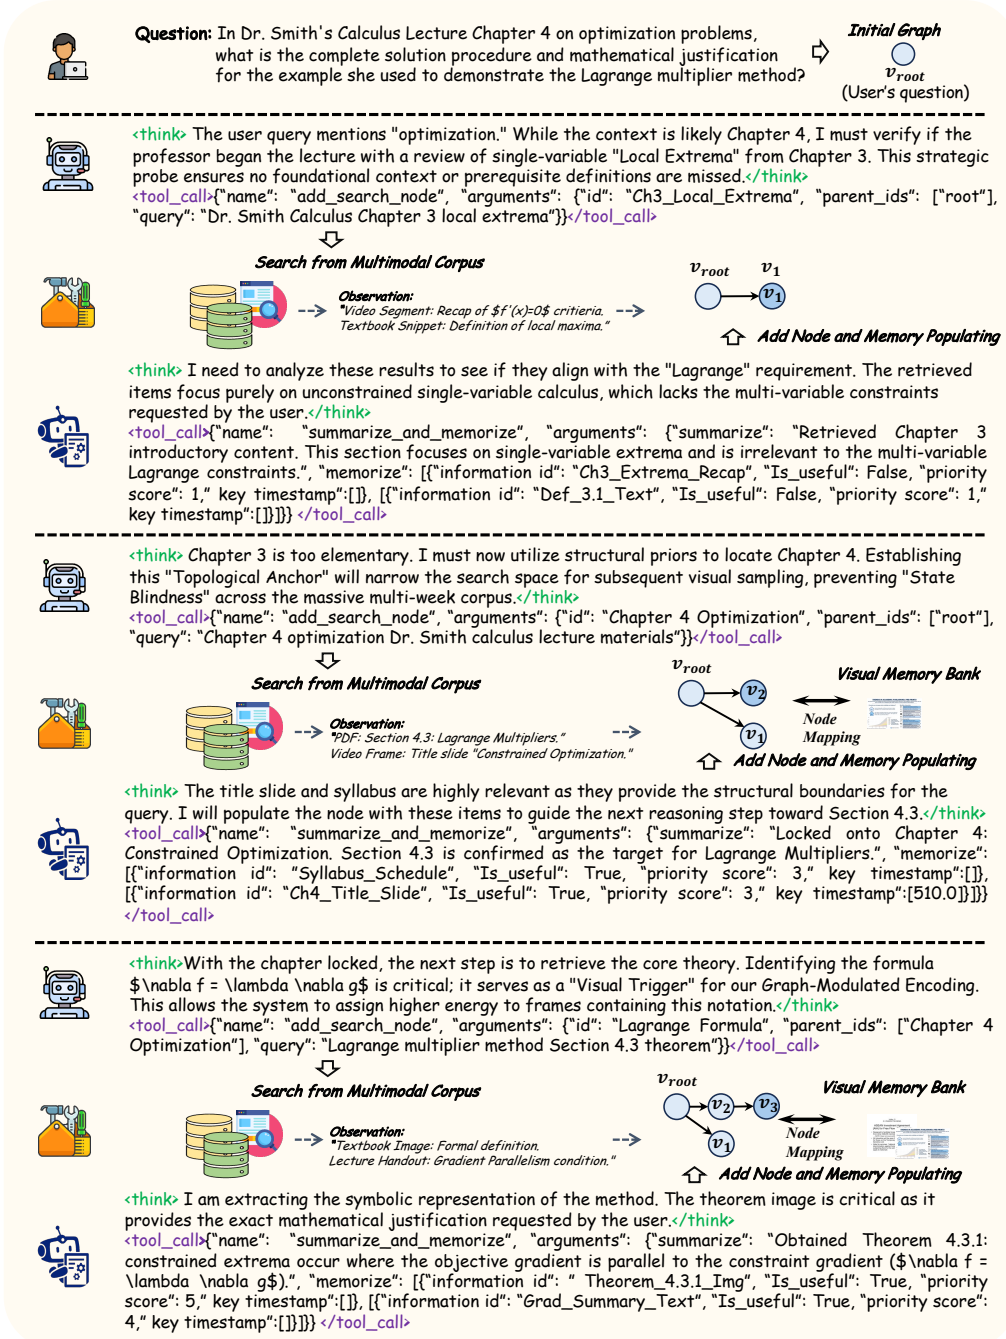 Question: In Dr. Smith's Calculus Lecture Chapter 4 on optimization problems,
what is the complete solution procedure and mathematical justification
for the example she used to demonstrate the Lagrange multiplier method?
Initial Graph
v_root
(User's question)
<think> The user query mentions "optimization." While the context is likely Chapter 4, I must verify if the
professor began the lecture with a review of single-variable "Local Extrema" from Chapter 3. This strategic
probe ensures no foundational context or prerequisite definitions are missed.</think>
<tool_call>{“name”: “add_search_node”, “arguments”: {“id”: “Ch3_Local_Extrema”, “parent_ids”: [“root”],
“query”: “Dr. Smith Calculus Chapter 3 local extrema”}}</tool_call>
Search from Multimodal Corpus
Observation:
"Video Segment: Recap of $f'(x)=0$ critieria.
Textbook Snippet: Definition of local maxima."
v_root v_1
v_1
Add Node and Memory Populating
<think> I need to analyze these results to see if they align with the "Lagrange" requirement. The retrieved
items focus purely on unconstrained single-variable calculus, which lacks the multi-variable constraints
requested by the user.</think>
<tool_call>{“name”: “summarize_and_memorize”, “arguments”: {“summarize”: “Retrieved Chapter 3
introductory content. This section focuses on single-variable extrema and is irrelevant to the multi-variable
Lagrange constraints.”, “memorize”: [{“information id”: “Ch3_Extrema_Recap”, “Is_useful”: False, “priority
score”: 1,” key timestamp”:[]}, [{“information id”: “Def_3.1_Text”, “Is_useful”: False, “priority score”: 1,”
key timestamp”:[]}]}} </tool_call>
<think> Chapter 3 is too elementary. I must now utilize structural priors to locate Chapter 4. Establishing
this "Topological Anchor" will narrow the search space for subsequent visual sampling, preventing "State
Blindness" across the massive multi-week corpus.</think>
<tool_call>{“name”: “add_search_node”, “arguments”: {“id”: “Chapter 4 Optimization”, “parent_ids”: [“root”],
“query”: “Chapter 4 optimization Dr. Smith calculus lecture materials”}}</tool_call>
Search from Multimodal Corpus
Observation:
"PDF: Section 4.3: Lagrange Multipliers."
Video Frame: Title slide "Constrained Optimization."
v_root
v_2
v_1
Visual Memory Bank
Node
Mapping
Add Node and Memory Populating
<think> The title slide and syllabus are highly relevant as they provide the structural boundaries for the
query. I will populate the node with these items to guide the next reasoning step toward Section 4.3.</think>
<tool_call>{“name”: “summarize_and_memorize”, “arguments”: {“summarize”: “Locked onto Chapter 4:
Constrained Optimization. Section 4.3 is confirmed as the target for Lagrange Multipliers.”, “memorize”:
[{“information id”: “Syllabus_Schedule”, “Is_useful”: True, “priority score”: 3,” key timestamp”:[]},
[{“information id”: “Ch4_Title_Slide”, “Is_useful”: True, “priority score”: 3,” key timestamp”:[510.0]}]}}
</tool_call>
<think>With the chapter locked, the next step is to retrieve the core theory. Identifying the formula
$\nabla f = \lambda \nabla g$ is critical; it serves as a "Visual Trigger" for our Graph-Modulated Encoding.
This allows the system to assign higher energy to frames containing this notation.</think>
<tool_call>{“name”: “add_search_node”, “arguments”: {“id”: “Lagrange Formula”, “parent_ids”: [“Chapter 4
Optimization”], “query”: “Lagrange multiplier method Section 4.3 theorem”}}</tool_call>
Search from Multimodal Corpus
Observation:
"Textbook Image: Formal definition.
Lecture Handout: Gradient Parallelism condition."
v_root
v_2 v_3
v_1
Visual Memory Bank
Node
Mapping
Add Node and Memory Populating
<think> I am extracting the symbolic representation of the method. The theorem image is critical as it
provides the exact mathematical justification requested by the user.</think>
<tool_call>{“name”: “summarize_and_memorize”, “arguments”: {“summarize”: “Obtained Theorem 4.3.1:
constrained extrema occur where the objective gradient is parallel to the constraint gradient ($\nabla f =
\lambda \nabla g$).”, “memorize”: [{“information id”: “ Theorem_4.3.1_Img”, “Is_useful”: True, “priority
score”: 5,” key timestamp”:[]}, [{“information id”: “Grad_Summary_Text”, “Is_useful”: True, “priority score”:
4,” key timestamp”:[]}]}} </tool_call>